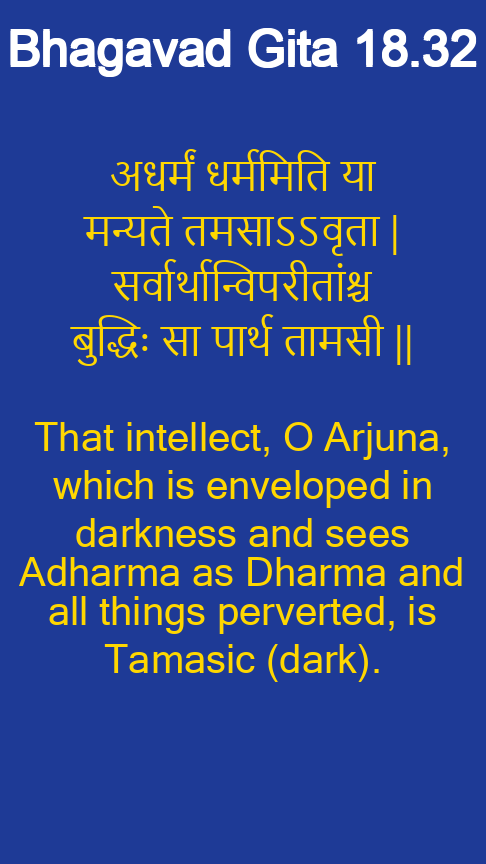 Bhagavad Gita 18.32
अधर्मं धर्ममिति या
मन्यते तमसाऽऽवृता |
सर्वार्थान्विपरीतांश्च
बुद्धिः सा पार्थ तामसी ||
That intellect, O Arjuna,
which is enveloped in
darkness and sees
Adharma as Dharma and
all things perverted, is
Tamasic (dark).